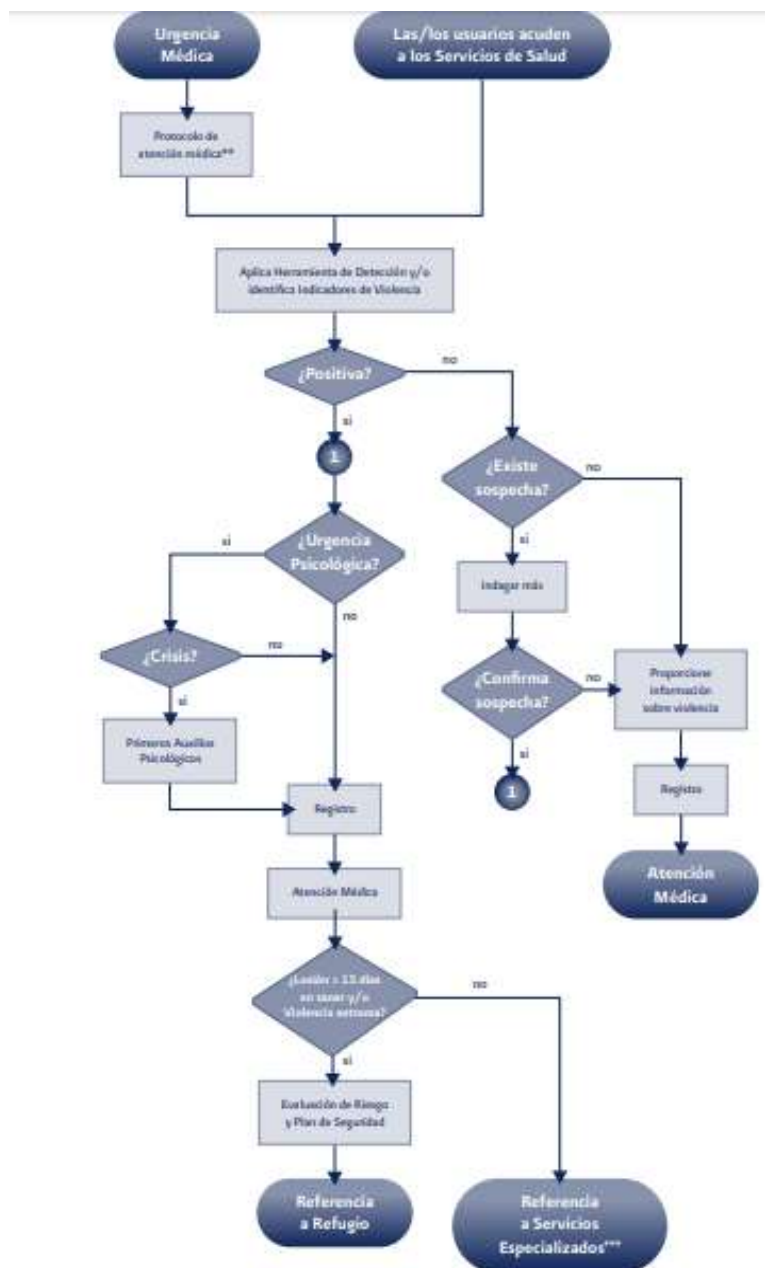 Urgencia
Médica
Las/los usuarios acuden
a los Servicios de Salud
Protocolo de
atención médica**
Aplica Herramienta de Detección y/o
identifica Indicadores de Violencia
¿Positiva?
no
si
1
¿Existe
sospecha?
no
si
¿Urgencia
Psicológica?
si
no
Indagar más
¿Crisis?
no
si
¿Confirma
sospecha?
no
si
Proporcione
información
sobre violencia
Primeros Auxilios
Psicológicos
1
Registro
Registro
Atención
Médica
Atención Médica
días
en sanar y/o
Violencia extrema?
no
si
Evaluación de Riesgo
y Plan de Seguridad
Referencia
a Refugio
Referencia
a Servicios
Especializados***